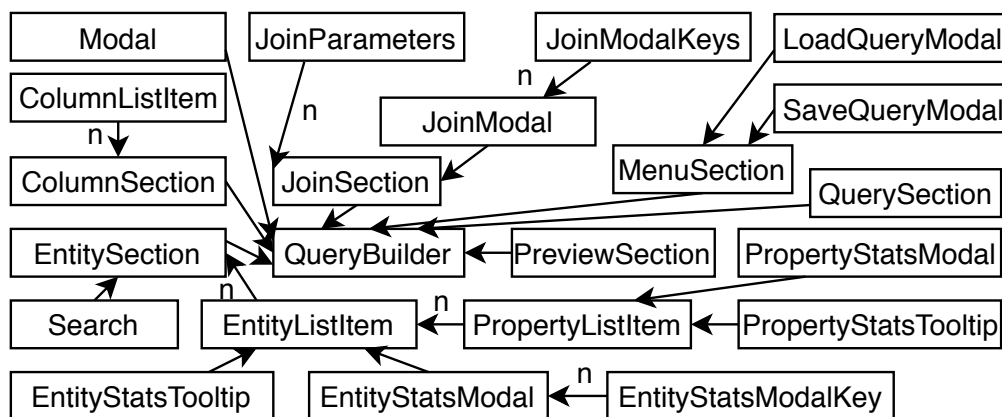 Modal
JoinParameters
JoinModalKeys
LoadQueryModal
n
ColumnListItem
n
SaveQueryModal
n
JoinModal
ColumnSection
JoinSection
MenuSection
QuerySection
EntitySection
QueryBuilder
PreviewSection
PropertyStatsModal
n
n
Search
EntityListItem
PropertyListItem
PropertyStatsTooltip
EntityStatsTooltip
EntityStatsModal
n
EntityStatsModalKey